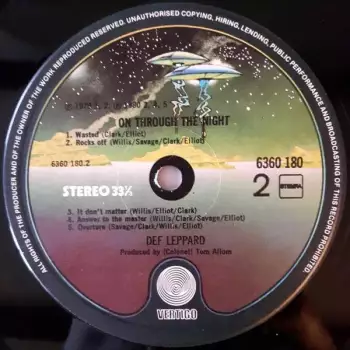 ALL RIGHTS OF THE PRODUCER AND OF THE OWNER OF THE WORK REPRODUCED RESERVED. UNAUTHORISED COPYING, HIRING, LENDING, PUBLIC PERFORMANCE AND BROADCASTING OF THIS RECORD PROHIBITED.
ON THROUGH THE NIGHT
1. Wasted (Clark/Elliot)
2. Rocks off (Willis/Savage/Clark/Elliot)
6360 180.2
6360 180
STEREO 33⅓
2
STEMRA
3. It don't matter (Willis/Elliot/Clark)
4. Answer to the master (Willis/Savage/Clark/Elliot)
5. Overture (Savage/Clark/Willis/Elliot)
DEF LEPPARD
Produced by (Colonel) Tom Allom
VERTIGO